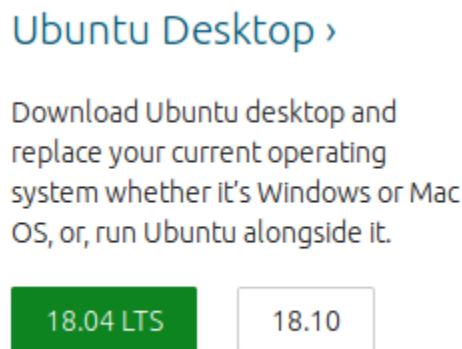 Ubuntu Desktop ›
Download Ubuntu desktop and
replace your current operating
system whether it's Windows or Mac
OS, or, run Ubuntu alongside it.
18.04 LTS 18.10